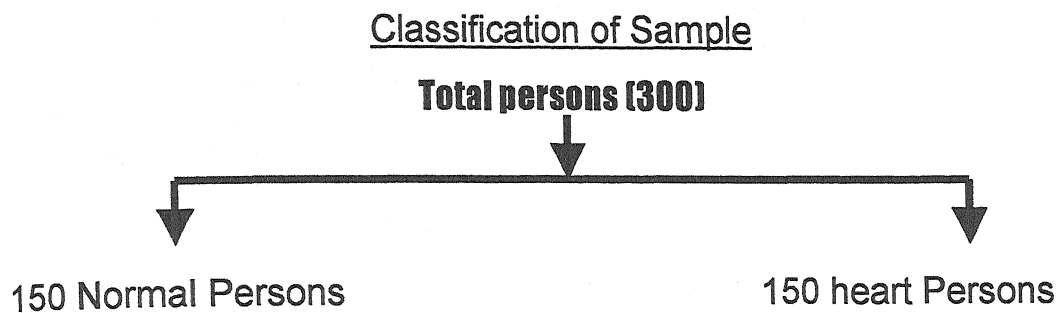 Classification of Sample
Total persons (300)
150 Normal Persons
150 heart Persons